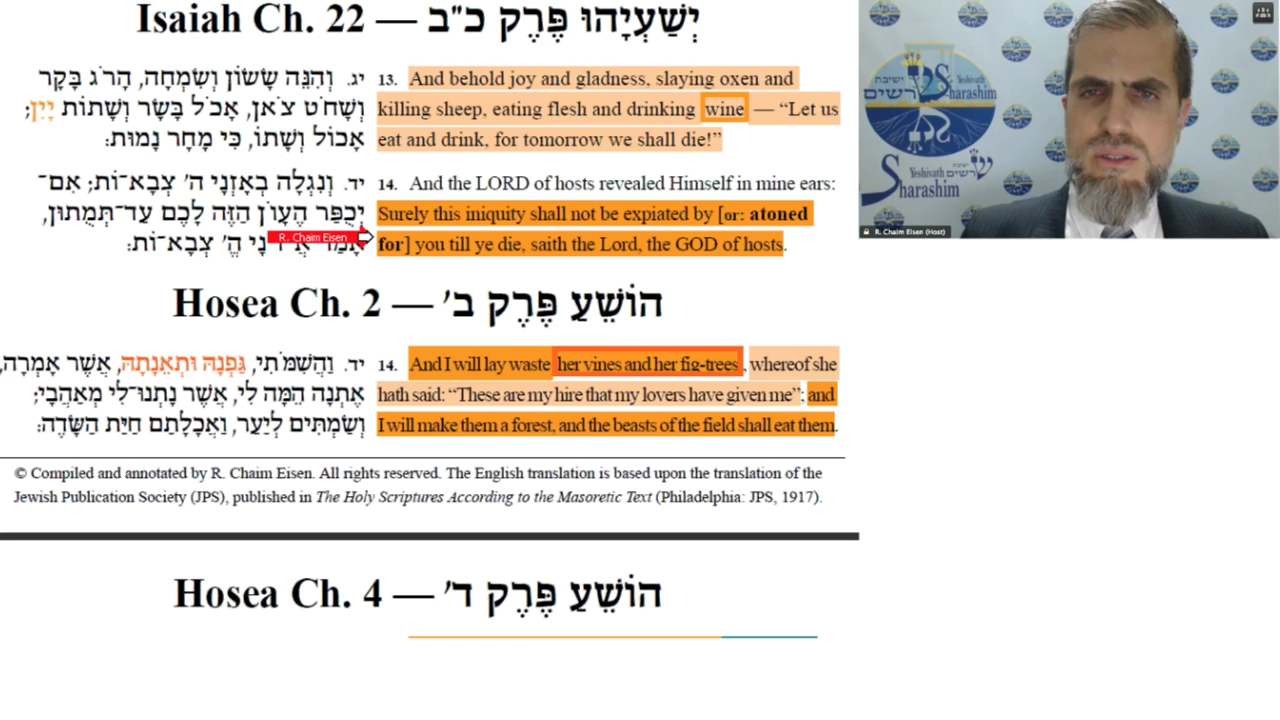 Isaiah Ch. 22 — יְשַׁעְיָהוּ פֶּרֶק כ"ב
יג. וְהִנֵּה שָׂשׂוֹן וְשִׂמְחָה, הָרֹג בָּקָר
וְשָׁחֹט צֹאן, אָכֹל בָּשָׂר וְשָׁתוֹת יָיִן;
אָכוֹל וְשָׁתוֹ, כִּי מָחָר נָמוּת:
13. And behold joy and gladness, slaying oxen and
killing sheep, eating flesh and drinking wine — “Let us
eat and drink, for tomorrow we shall die!”
יד. וְנִגְלָה בְאָזְנָי ה' צְבָא־וֹת; אִם־
יְכֻפַּר הֶעָוֹן הַזֶּה לָכֶם עַד־תְּמֻתוּן,
ה' צְבָא־וֹת:
R. Chaim Eisen
14. And the LORD of hosts revealed Himself in mine ears:
Surely this iniquity shall not be expiated by [or: atoned
for] you till ye die, saith the Lord, the GOD of hosts.
Hosea Ch. 2 — הוֹשֵׁעַ פֶּרֶק ב'
יד. וַהֲשִׁמֹּתִי, גַּפְנָהּ וּתְאֵנָתָהּ, אֲשֶׁר אָמְרָה,
אֶתְנָה הֵמָּה לִי, אֲשֶׁר נָתְנוּ־לִי מְאַהֲבָי;
וְשַׂמְתִּים לְיַעַר, וַאֲכָלָתַם חַיַּת הַשָּׂדֶה:
14. And I will lay waste her vines and her fig-trees, whereof she
hath said: “These are my hire that my lovers have given me”; and
I will make them a forest, and the beasts of the field shall eat them.
© Compiled and annotated by R. Chaim Eisen. All rights reserved. The English translation is based upon the translation of the
Jewish Publication Society (JPS), published in The Holy Scriptures According to the Masoretic Text (Philadelphia: JPS, 1917).
Hosea Ch. 4 — הוֹשֵׁעַ פֶּרֶק ד'
ישיבת
שרשים
Yeshivath
Sharashim
Yeshivath
Sharashim
R. Chaim Eisen (Host)